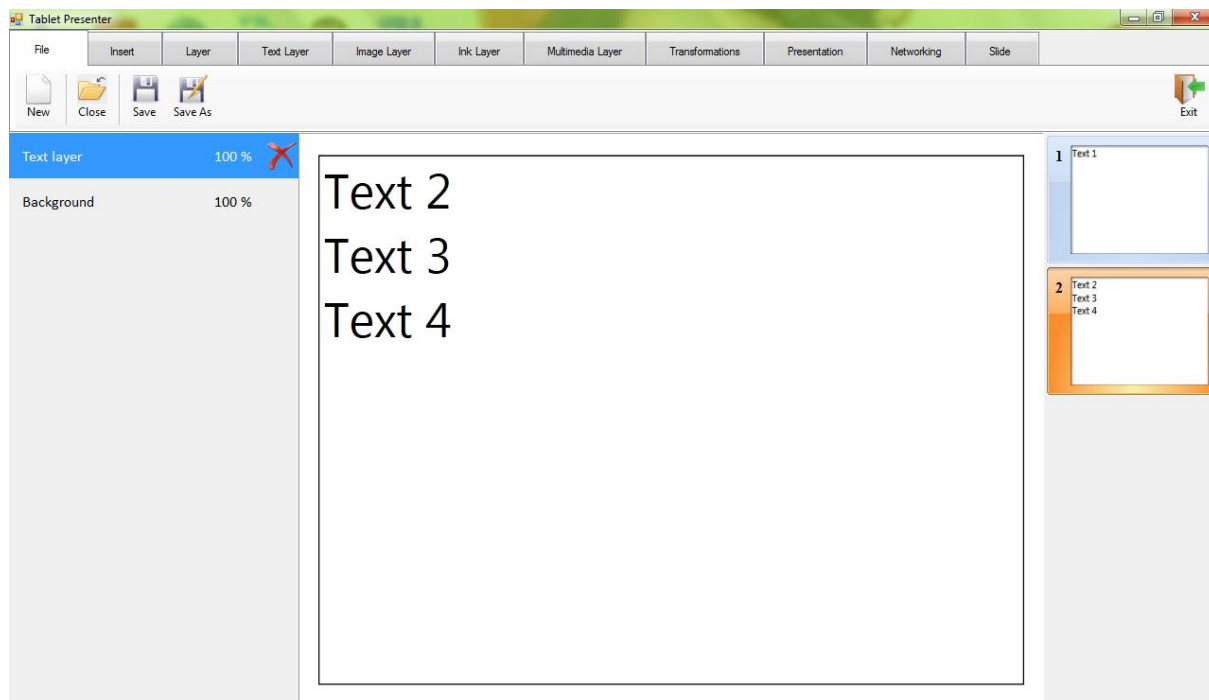 Tablet Presenter
File Insert Layer Text Layer Image Layer Ink Layer Multimedia Layer Transformations Presentation Networking Slide
New Close Save Save As Exit
Text layer 100 %
Background 100 %
Text 2
Text 3
Text 4
1 Text 1
2 Text 2
Text 3
Text 4